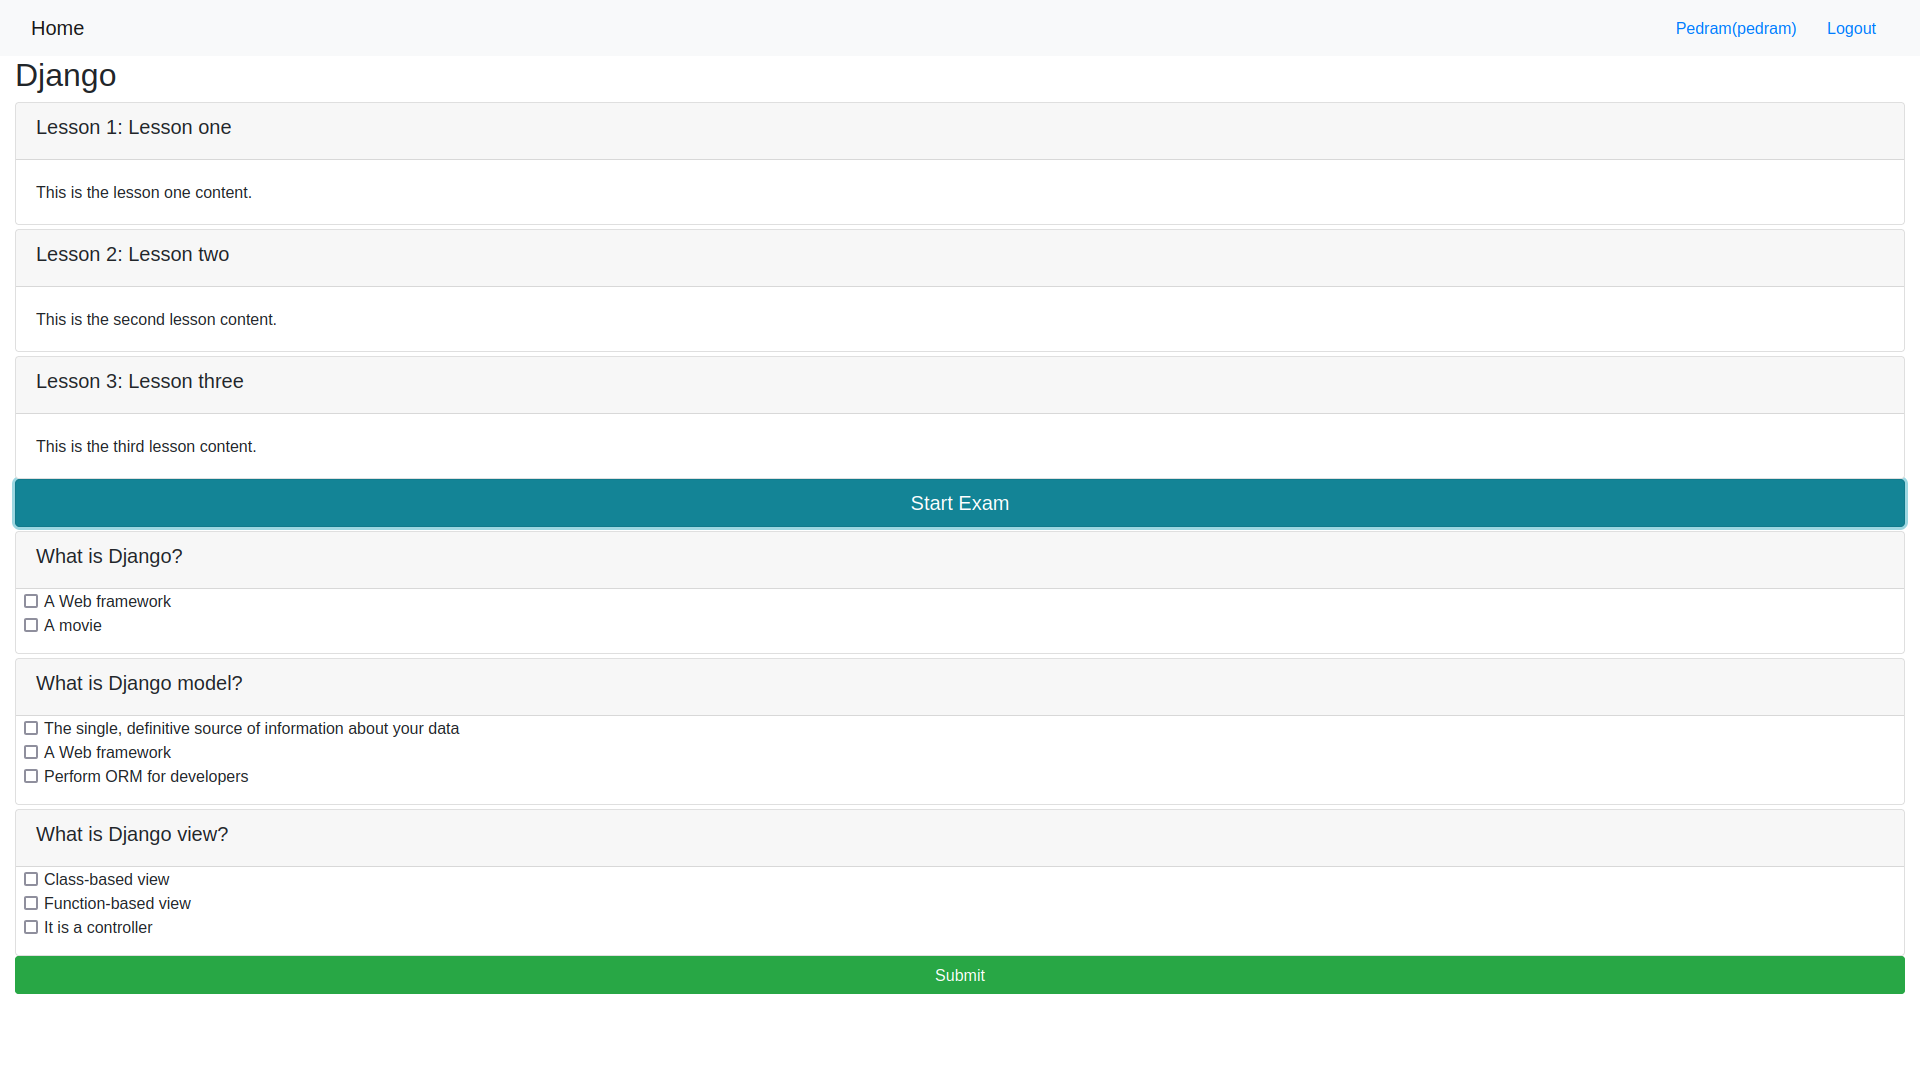 Home
Pedram(pedram) Logout
Django
Lesson 1: Lesson one
This is the lesson one content.
Lesson 2: Lesson two
This is the second lesson content.
Lesson 3: Lesson three
This is the third lesson content.
Start Exam
What is Django?
A Web framework
A movie
What is Django model?
The single, definitive source of information about your data
A Web framework
Perform ORM for developers
What is Django view?
Class-based view
Function-based view
It is a controller
Submit